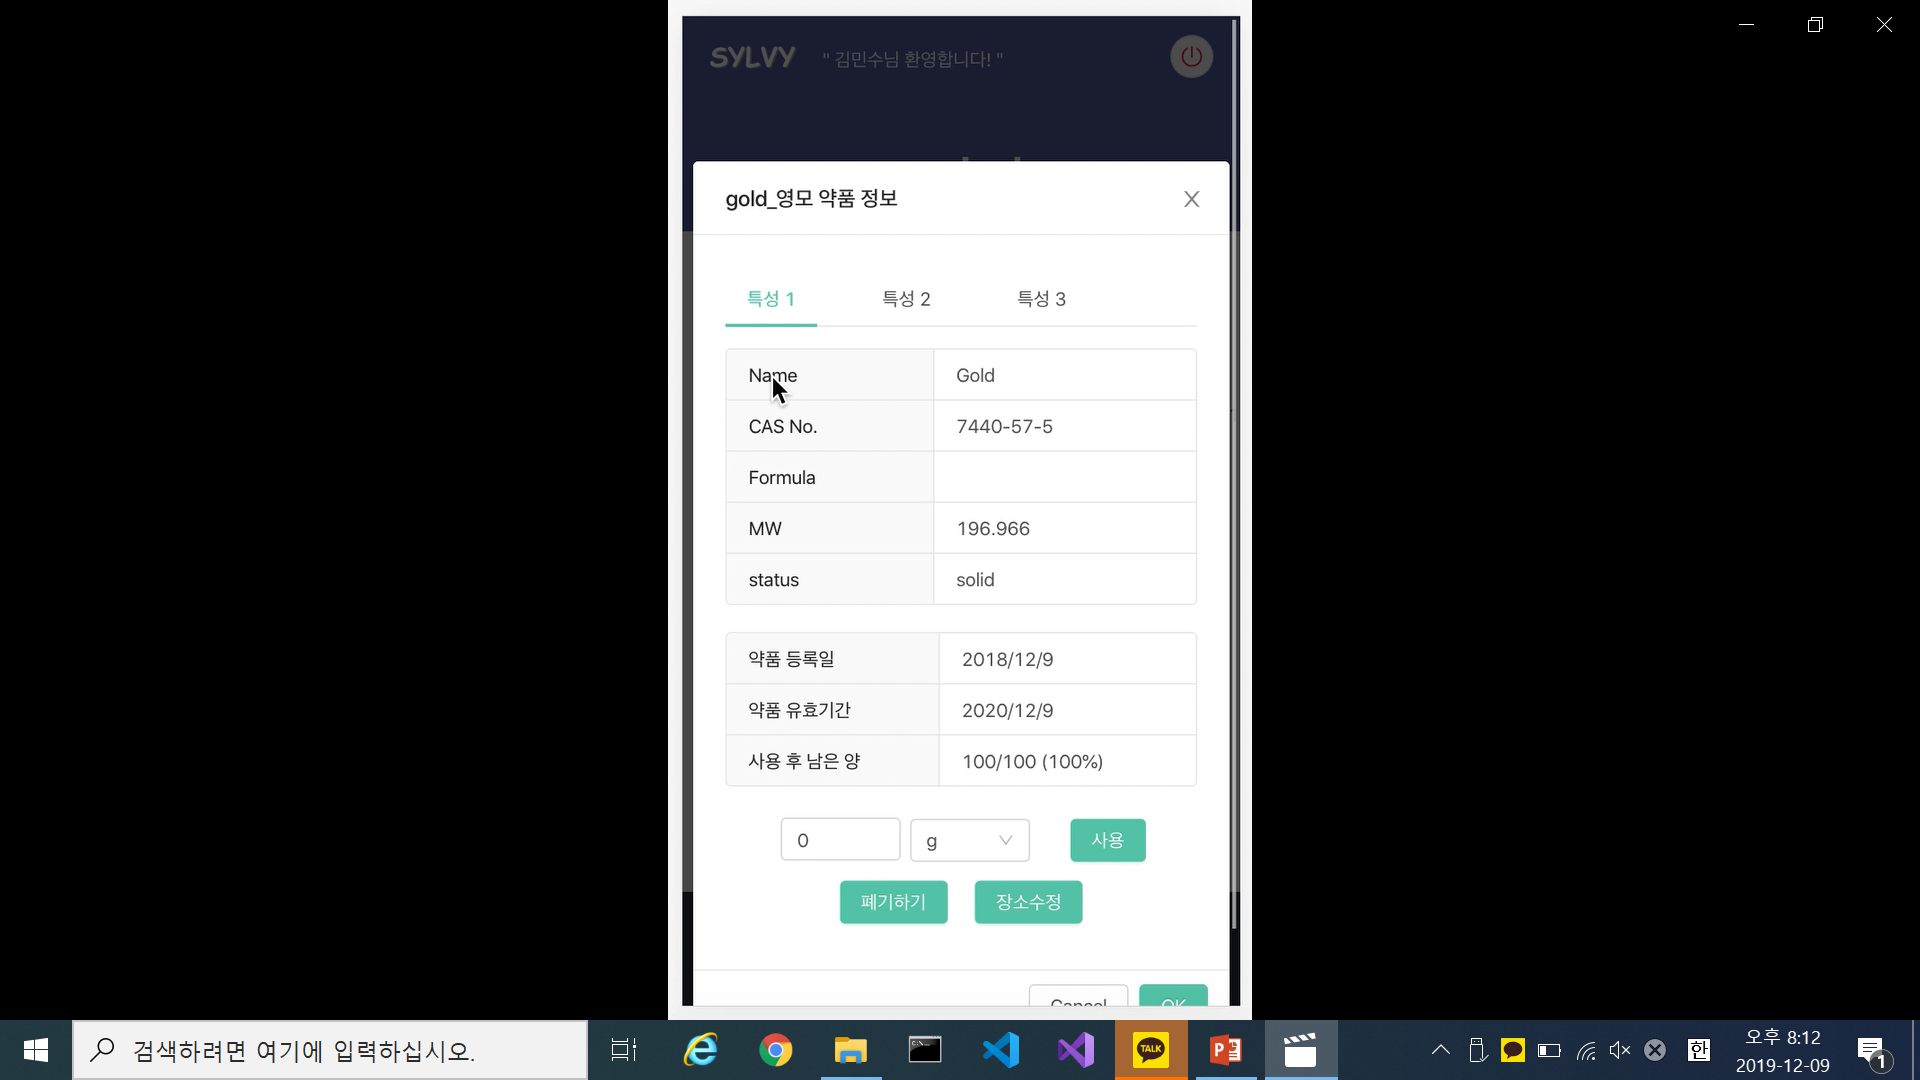 SYLVY " 김민수님 환영합니다! "
gold_영모 약품 정보
특성 1 특성 2 특성 3
Name Gold
CAS No. 7440-57-5
Formula
MW 196.966
status solid
약품 등록일 2018/12/9
약품 유효기간 2020/12/9
사용 후 남은 양 100/100 (100%)
0 g 사용
폐기하기 장소수정
Cancel OK
검색하려면 여기에 입력하십시오.
TALK
한
오후 8:12
2019-12-09
1